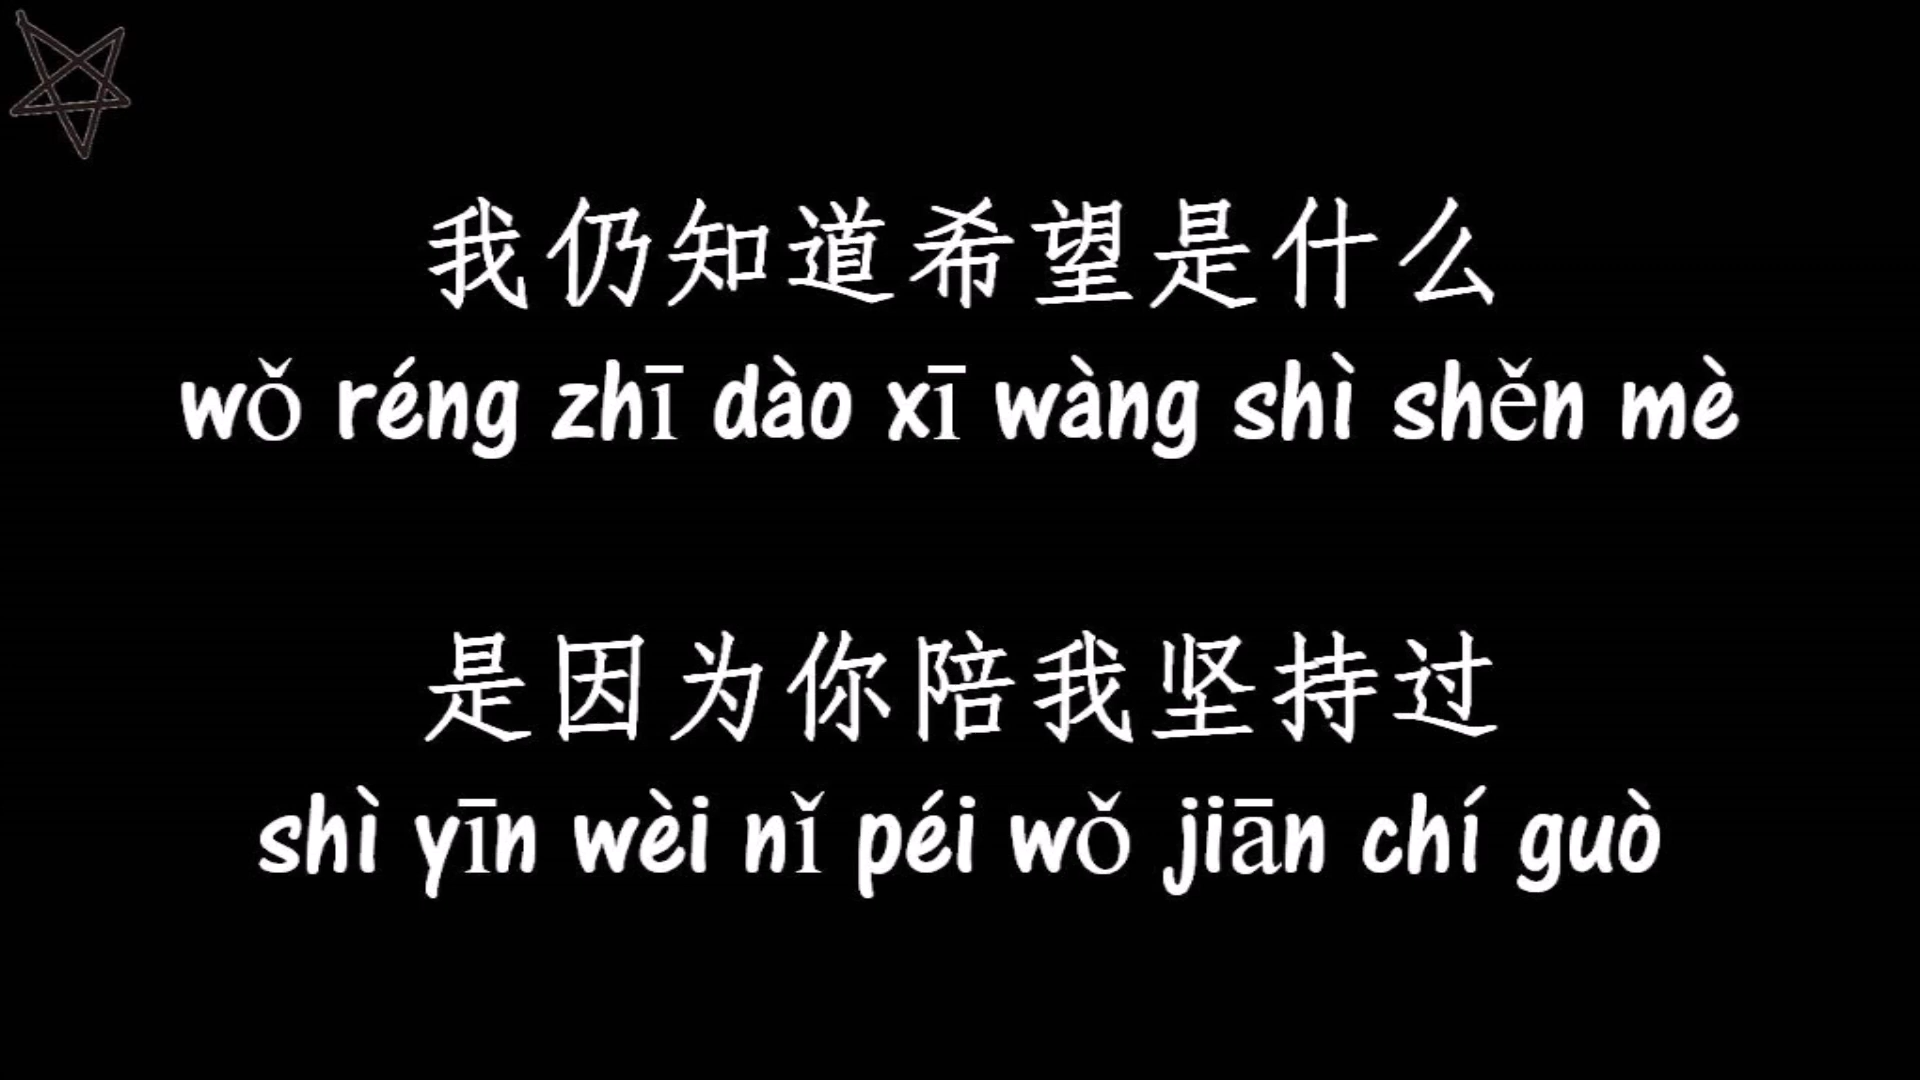 我仍知道希望是什么
wǒ réng zhī dào xī wàng shì shěn mè
是因为你陪我坚持过
shì yīn wèi nǐ péi wǒ jiān chí guò